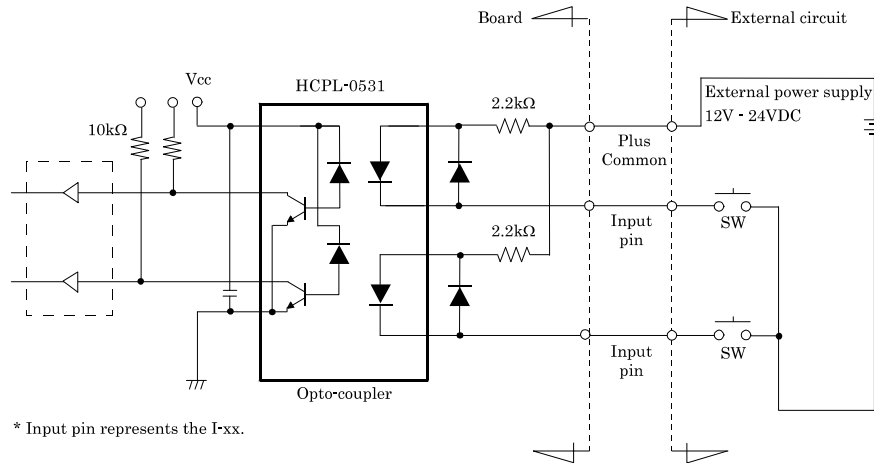 Board
External circuit
Vcc
HCPL-0531
2.2kΩ
External power supply
12V - 24VDC
10kΩ
Plus
Common
Input
pin
SW
2.2kΩ
Input
pin
SW
Opto-coupler
* Input pin represents the I-xx.